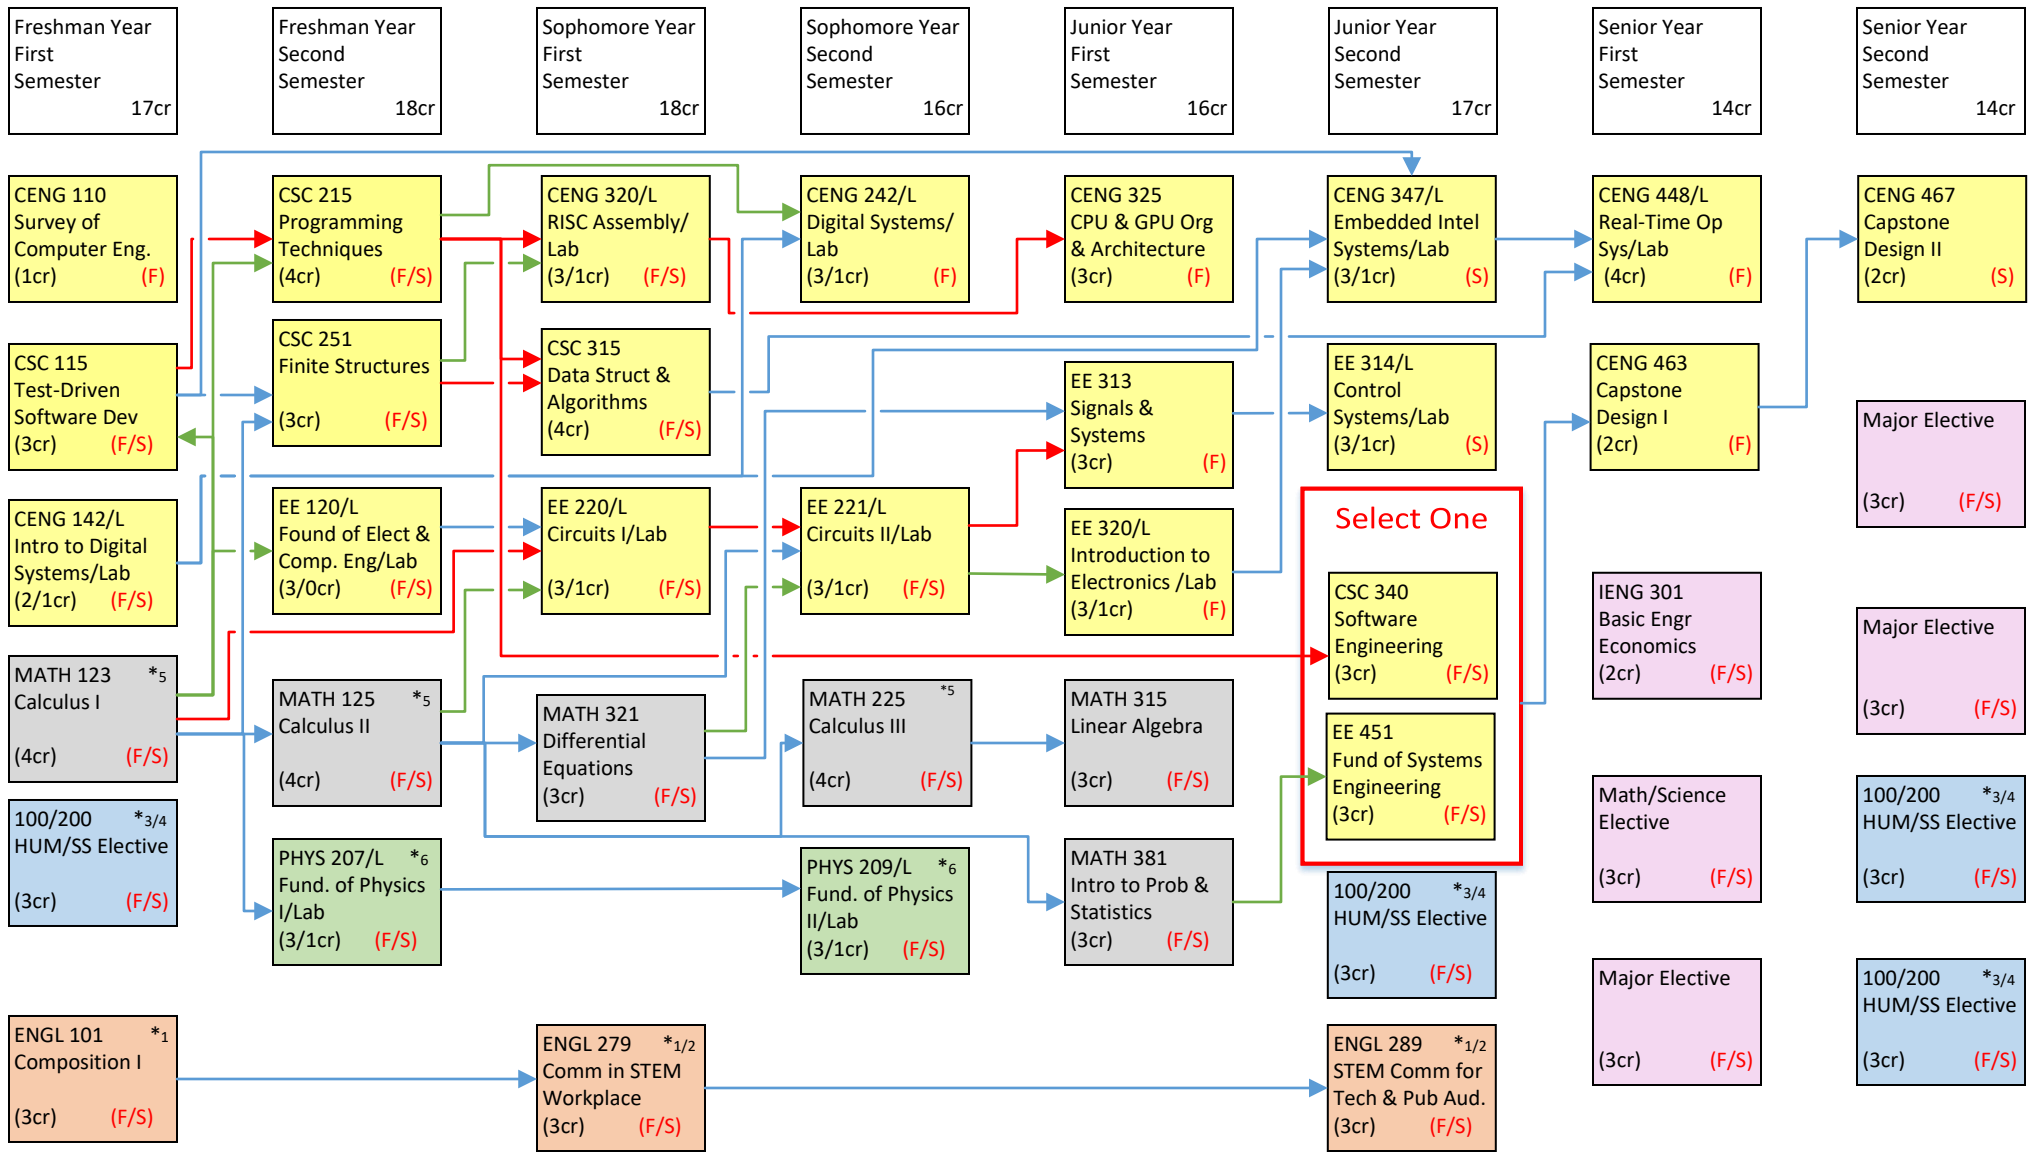 Freshman Year
First
Semester
17cr
Freshman Year
Second
Semester
18cr
Sophomore Year
First
Semester
18cr
Sophomore Year
Second
Semester
16cr
Junior Year
First
Semester
16cr
Junior Year
Second
Semester
17cr
Senior Year
First
Semester
14cr
Senior Year
Second
Semester
14cr
CENG 110
Survey of
Computer Eng.
(1cr) (F)
CSC 115
Test-Driven
Software Dev
(3cr) (F/S)
CENG 142/L
Intro to Digital
Systems/Lab
(2/1cr) (F/S)
MATH 123 *5
Calculus I
(4cr) (F/S)
100/200 *3/4
HUM/SS Elective
(3cr) (F/S)
ENGL 101 *1
Composition I
(3cr) (F/S)
CSC 215
Programming
Techniques
(4cr) (F/S)
CSC 251
Finite Structures
(3cr) (F/S)
EE 120/L
Found of Elect &
Comp. Eng/Lab
(3/0cr) (F/S)
MATH 125 *5
Calculus II
(4cr) (F/S)
PHYS 207/L *6
Fund. of Physics
I/Lab
(3/1cr) (F/S)
CENG 320/L
RISC Assembly/
Lab
(3/1cr) (F/S)
CSC 315
Data Struct &
Algorithms
(4cr) (F/S)
EE 220/L
Circuits I/Lab
(3/1cr) (F/S)
MATH 321
Differential
Equations
(3cr) (F/S)
ENGL 279 *1/2
Comm in STEM
Workplace
(3cr) (F/S)
CENG 242/L
Digital Systems/
Lab
(3/1cr) (F)
EE 221/L
Circuits II/Lab
(3/1cr) (F/S)
MATH 225 *5
Calculus III
(4cr) (F/S)
PHYS 209/L *6
Fund. of Physics
II/Lab
(3/1cr) (F/S)
CENG 325
CPU & GPU Org
& Architecture
(3cr) (F)
EE 313
Signals &
Systems
(3cr) (F)
EE 320/L
Introduction to
Electronics /Lab
(3/1cr) (F)
MATH 315
Linear Algebra
(3cr) (F/S)
MATH 381
Intro to Prob &
Statistics
(3cr) (F/S)
CENG 347/L
Embedded Intel
Systems/Lab
(3/1cr) (S)
EE 314/L
Control
Systems/Lab
(3/1cr) (S)
Select One
CSC 340
Software
Engineering
(3cr) (F/S)
EE 451
Fund of Systems
Engineering
(3cr) (F/S)
100/200 *3/4
HUM/SS Elective
(3cr) (F/S)
ENGL 289 *1/2
STEM Comm for
Tech & Pub Aud.
(3cr) (F/S)
CENG 448/L
Real-Time Op
Sys/Lab
(4cr) (F)
CENG 463
Capstone
Design I
(2cr) (F)
IENG 301
Basic Engr
Economics
(2cr) (F/S)
Math/Science
Elective
(3cr) (F/S)
Major Elective
(3cr) (F/S)
CENG 467
Capstone
Design II
(2cr) (S)
Major Elective
(3cr) (F/S)
Major Elective
(3cr) (F/S)
100/200 *3/4
HUM/SS Elective
(3cr) (F/S)
100/200 *3/4
HUM/SS Elective
(3cr) (F/S)